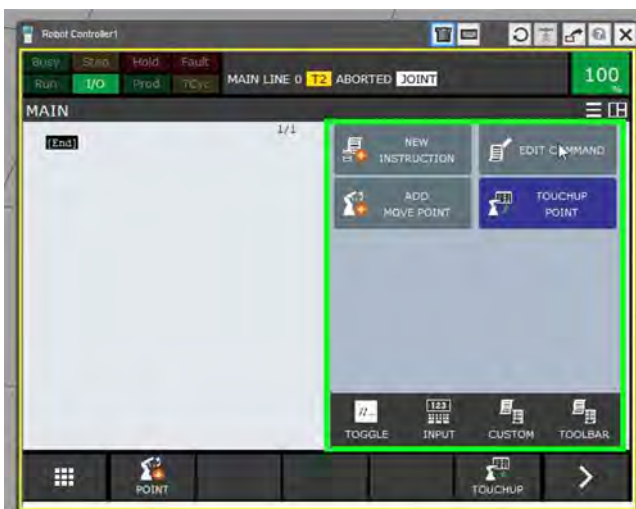 Robot Controller1
Busy Step Hold Fault
Run I/O Prod TCyc MAIN LINE 0 T2 ABORTED JOINT 100 %
MAIN
1/1
[End]
NEW INSTRUCTION
EDIT COMMAND
ADD MOVE POINT
TOUCHUP POINT
TOGGLE INPUT CUSTOM TOOLBAR
POINT TOUCHUP